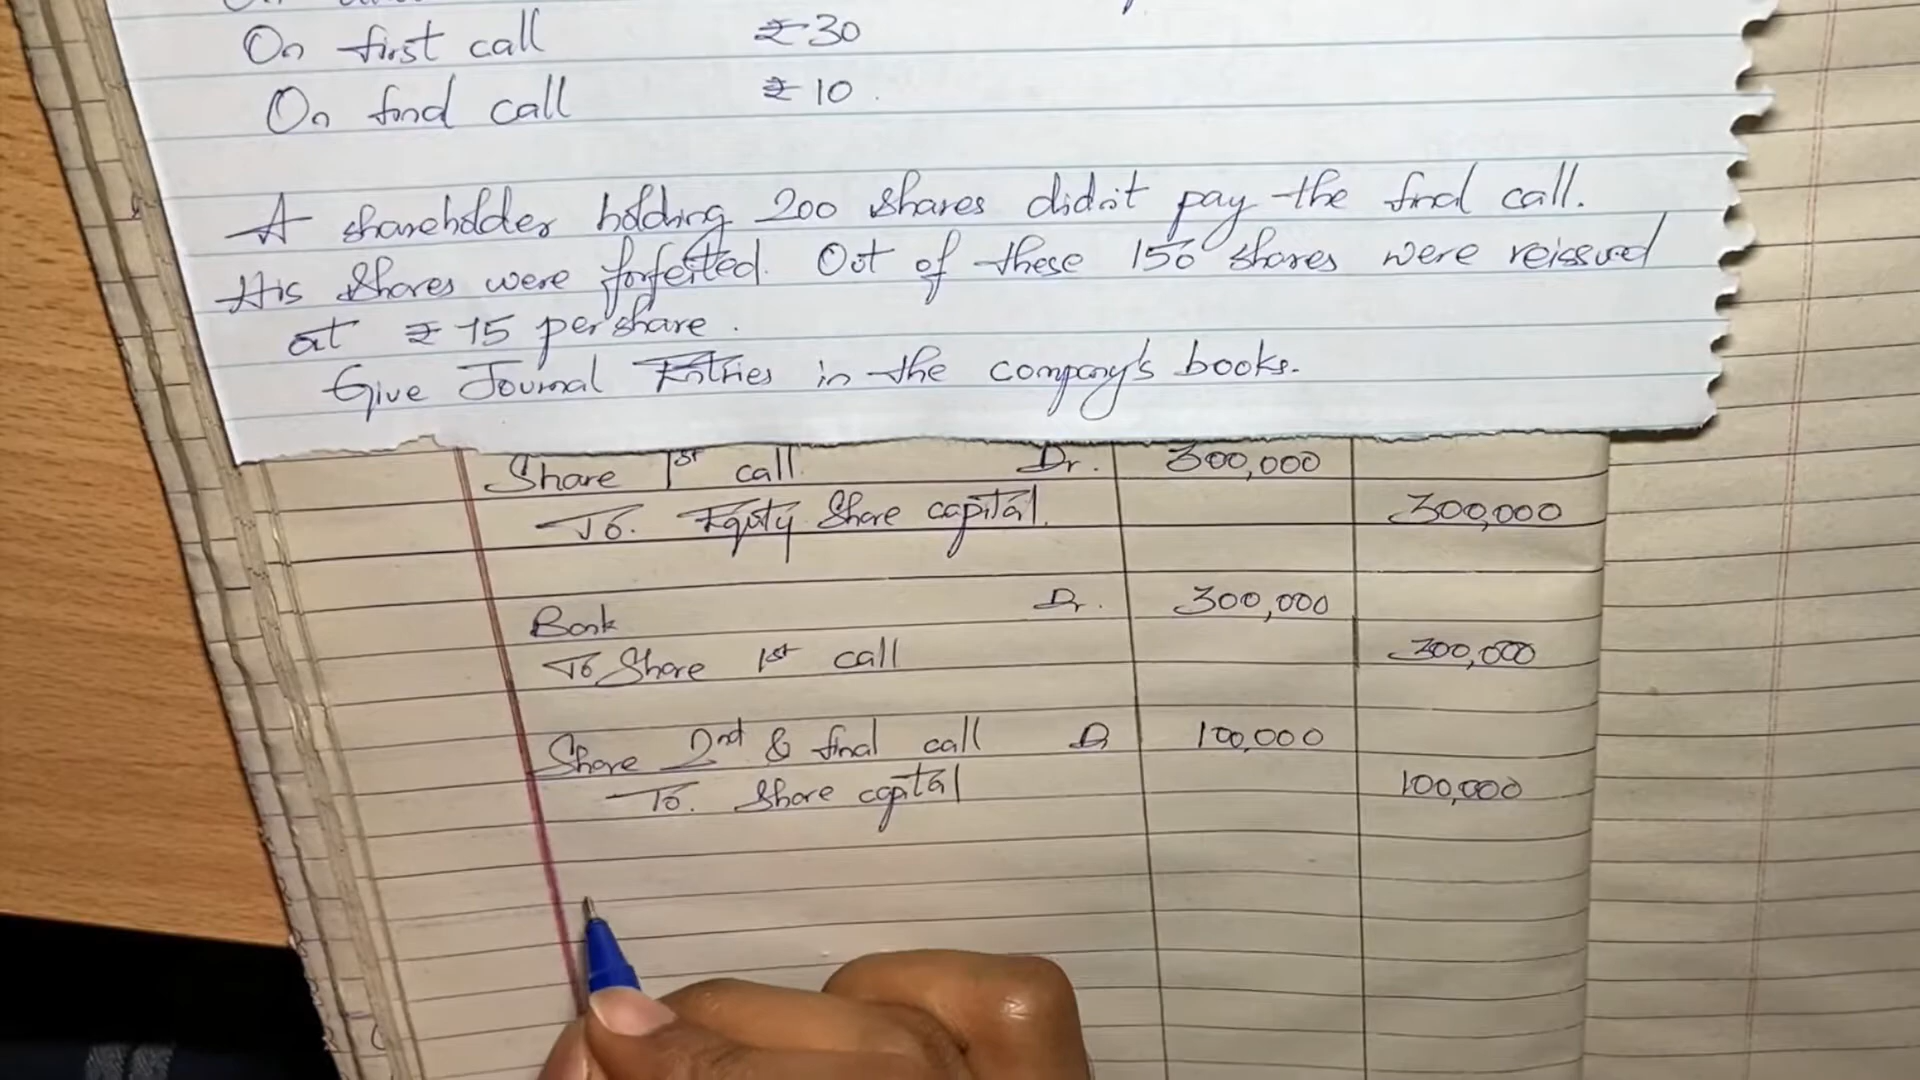 On first call ₹30
On final call ₹10
A shareholder holding 200 shares didn't pay the final call.
His shares were forfeited. Out of these 150 shares were reissued
at ₹75 per share.
Give Journal Entries in the company's books.
Share 1st call Dr. 300,000
To. Equity Share capital. 300,000
Bank Dr. 300,000
To Share 1st call 300,000
Share 2nd & final call D 100,000
To. Share capital 100,000